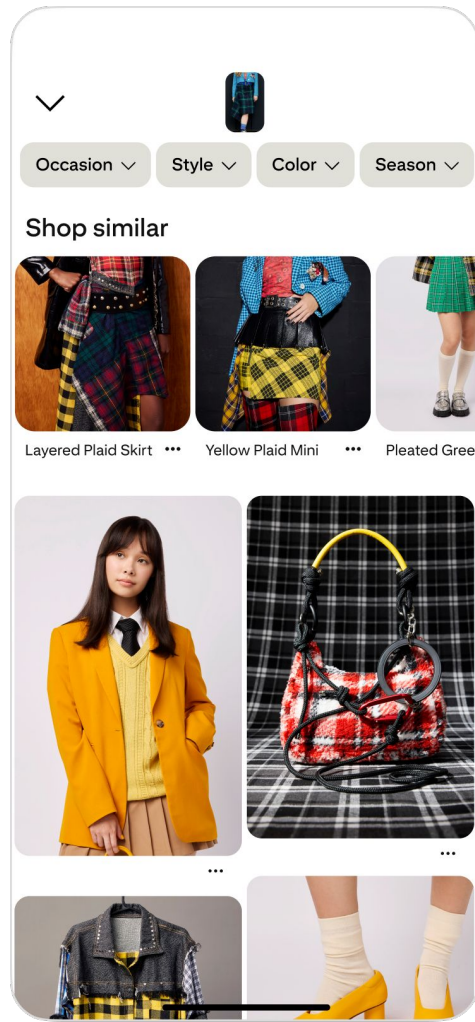 Occasion Style Color Season
Shop similar
Layered Plaid Skirt ••• Yellow Plaid Mini ••• Pleated Gree
•••
•••